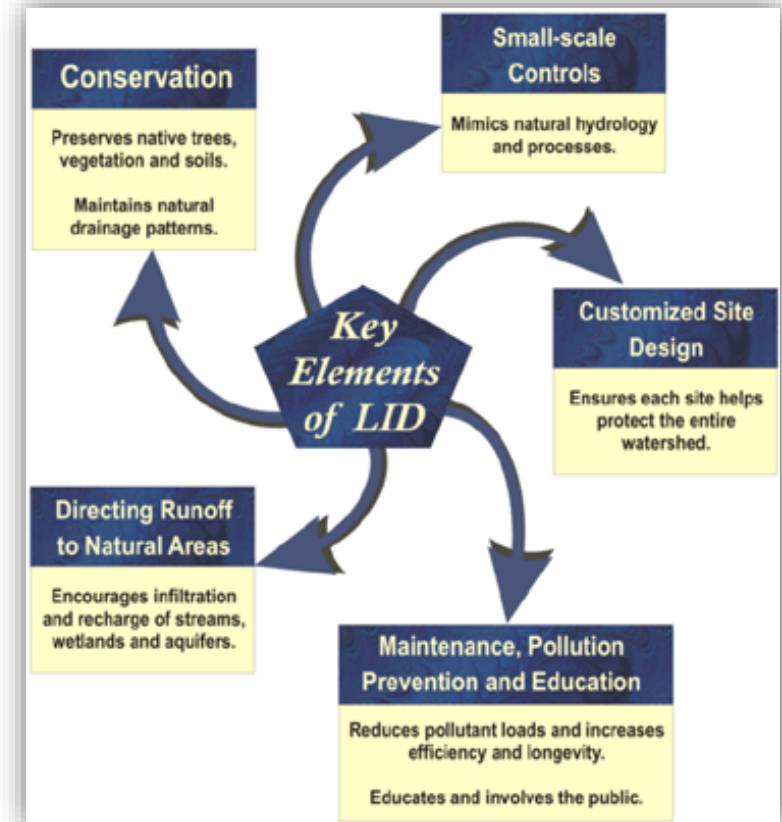 Conservation
Preserves native trees,
vegetation and soils.
Maintains natural
drainage patterns.
Small-scale
Controls
Mimics natural hydrology
and processes.
Key
Elements
of LID
Customized Site
Design
Ensures each site helps
protect the entire
watershed.
Directing Runoff
to Natural Areas
Encourages infiltration
and recharge of streams,
wetlands and aquifers.
Maintenance, Pollution
Prevention and Education
Reduces pollutant loads and increases
efficiency and longevity.
Educates and involves the public.